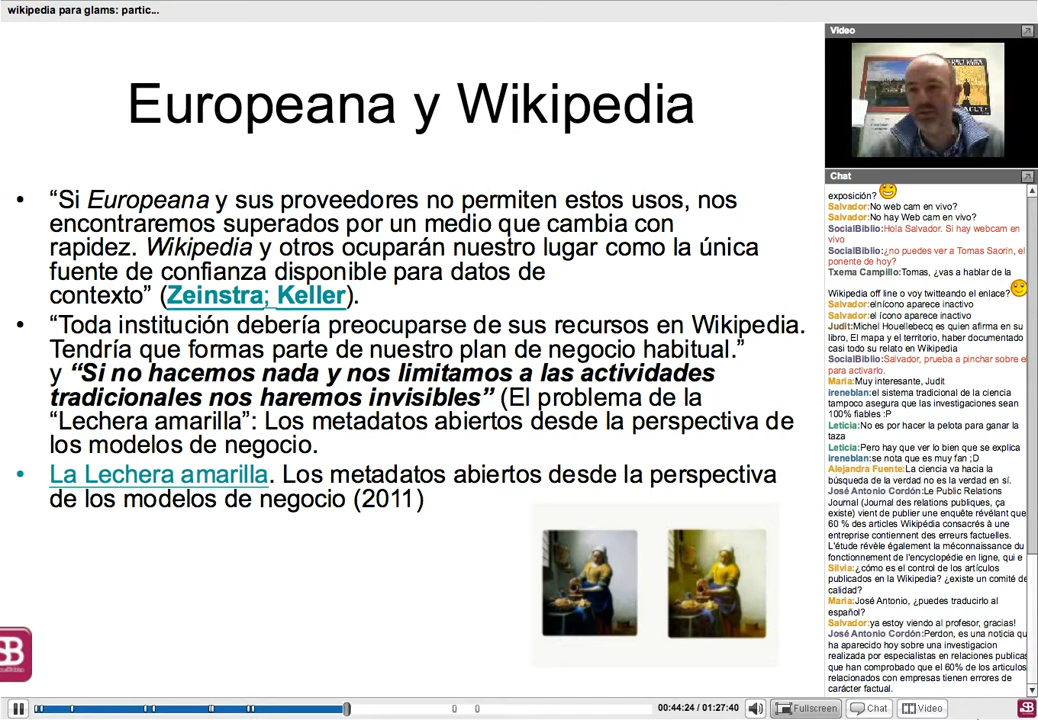 wikipedia para glams: partic...
Europeana y Wikipedia
• “Si Europeana y sus proveedores no permiten estos usos, nos
encontraremos superados por un medio que cambia con
rapidez. Wikipedia y otros ocuparán nuestro lugar como la única
fuente de confianza disponible para datos de
contexto” (Zeinstra; Keller).
• “Toda institución debería preocuparse de sus recursos en Wikipedia.
Tendría que formas parte de nuestro plan de negocio habitual.”
y “Si no hacemos nada y nos limitamos a las actividades
tradicionales nos haremos invisibles” (El problema de la
“Lechera amarilla”: Los metadatos abiertos desde la perspectiva de
los modelos de negocio.
• La Lechera amarilla. Los metadatos abiertos desde la perspectiva
de los modelos de negocio (2011)
SB
Video
Chat
exposición?
Salvador:No web cam en vivo?
Salvador:No hay Web cam en vivo?
SocialBiblio:Hola Salvador. Si hay webcam en
vivo
SocialBiblio:¿no puedes ver a Tomas Saorin, el
ponente de hoy?
Txema Campillo:Tomas, ¿vas a hablar de la
Wikipedia off line o voy twitteando el enlace?
Salvador:elnícono aparece inactivo
Salvador:el ícono aparece inactivo
Judit:Michel Houellebecq es quien afirma en su
libro, El mapa y el territorio, haber documentado
casi todo su relato en Wikipedia
SocialBiblio:Salvador, prueba a pinchar sobre e
para activarlo.
Maria:Muy interesante, Judit
ireneblan:el sistema tradicional de la ciencia
tampoco asegura que las investigaciones sean
100% fiables :P
Leticia:No es por hacer la pelota para ganar la
taza
Leticia:Pero hay que ver lo bien que se explica
ireneblan:se nota que es muy fan ;D
Alejandra Fuente:La ciencia va hacia la
búsqueda de la verdad no es la verdad en sí.
José Antonio Cordón:Le Public Relations
Journal (Journal des relations publiques, ça
existe) vient de publier une enquête révélant que
60 % des articles Wikipédia consacrés à une
entreprise contiennent des erreurs factuelles.
L'étude révèle également la méconnaissance du
fonctionnement de l'encyclopédie en ligne, qui e
Silvia:¿cómo es el control de los artículos
publicados en la Wikipedia? ¿existe un comité de
calidad?
Maria:José Antonio, ¿puedes traducirlo al
español?
Salvador:ya estoy viendo al profesor, gracias!
José Antonio Cordón:Perdon, es una noticia qu
ha aparecido hoy sobre una investigacion
realizada por especialistas en relaciones publicas
que han comprobado que el 60% de los articulos
relacionados con empresas tienen errores de
carácter factual.
00:44:24 / 01:27:40
Fullscreen
Chat
Video
SB